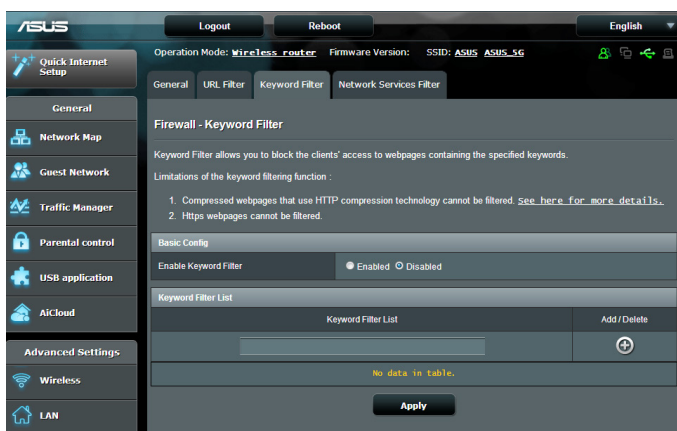 ASUS
Logout
Reboot
English
Quick Internet Setup
Operation Mode: Wireless router Firmware Version: SSID: ASUS ASUS_5G
General
URL Filter
Keyword Filter
Network Services Filter
General
Network Map
Guest Network
Traffic Manager
Parental control
USB application
AiCloud
Advanced Settings
Wireless
LAN
Firewall - Keyword Filter
Keyword Filter allows you to block the clients' access to webpages containing the specified keywords.
Limitations of the keyword filtering function :
1. Compressed webpages that use HTTP compression technology cannot be filtered. See here for more details.
2. Https webpages cannot be filtered.
Basic Config
Enable Keyword Filter
Enabled Disabled
Keyword Filter List
Keyword Filter List
Add / Delete
No data in table.
Apply